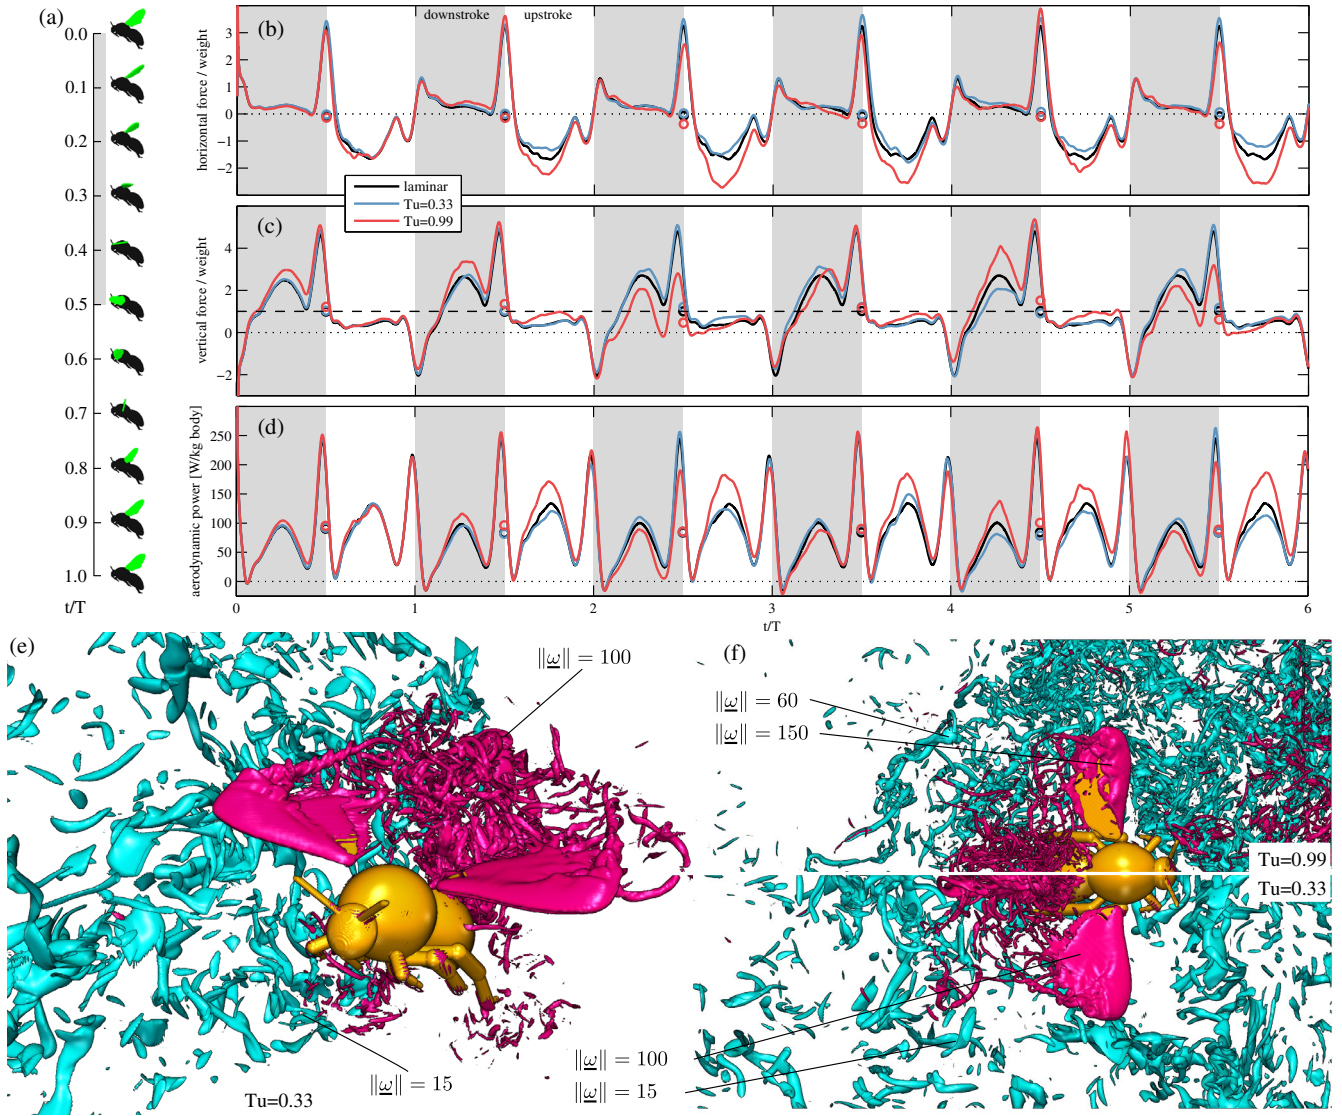 (a)
0.0
0.1
0.2
0.3
0.4
0.5
0.6
0.7
0.8
0.9
1.0
t/T
(b)
downstroke
upstroke
horizontal force / weight
3
2
1
0
−1
−2
laminar
Tu=0.33
Tu=0.99
(c)
vertical force / weight
4
2
0
−2
(d)
aerodynamic power [W/kg body]
250
200
150
100
50
0
0
1
2
3
4
5
6
t/T
(e)
‖ω‖ = 100
‖ω‖ = 15
Tu=0.33
(f)
‖ω‖ = 60
‖ω‖ = 150
Tu=0.99
Tu=0.33
‖ω‖ = 100
‖ω‖ = 15